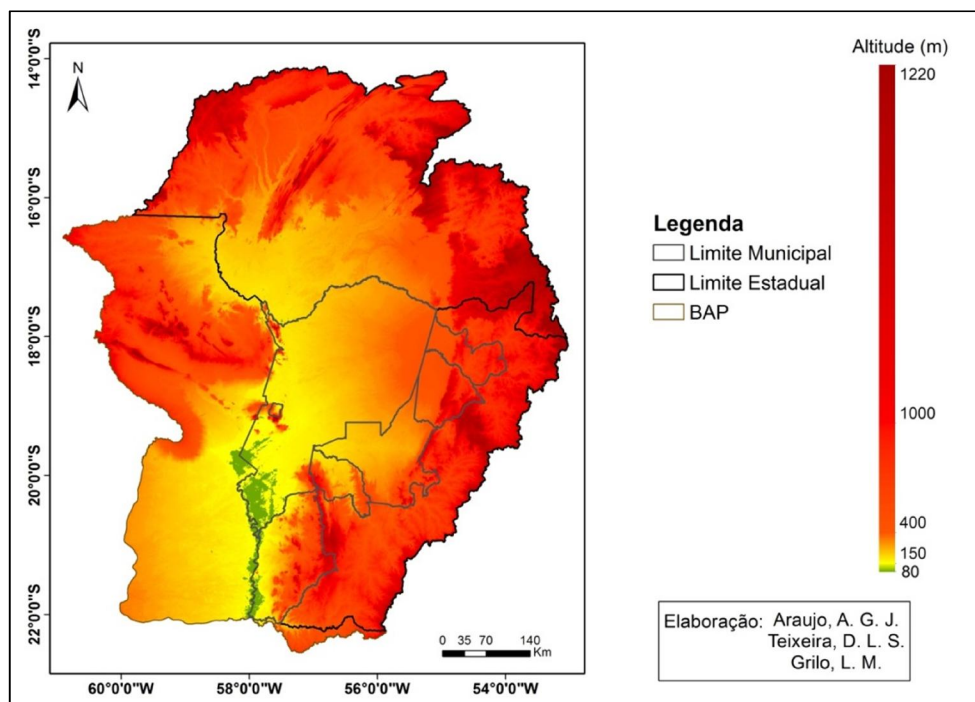 14°0'0"S
16°0'0"S
18°0'0"S
20°0'0"S
22°0'0"S
N
0 35 70 140
Km
60°0'0"W 58°0'0"W 56°0'0"W 54°0'0"W
Legenda
Limite Municipal
Limite Estadual
BAP
Altitude (m)
1220
1000
400
150
80
Elaboração: Araujo, A. G. J.
Teixeira, D. L. S.
Grilo, L. M.